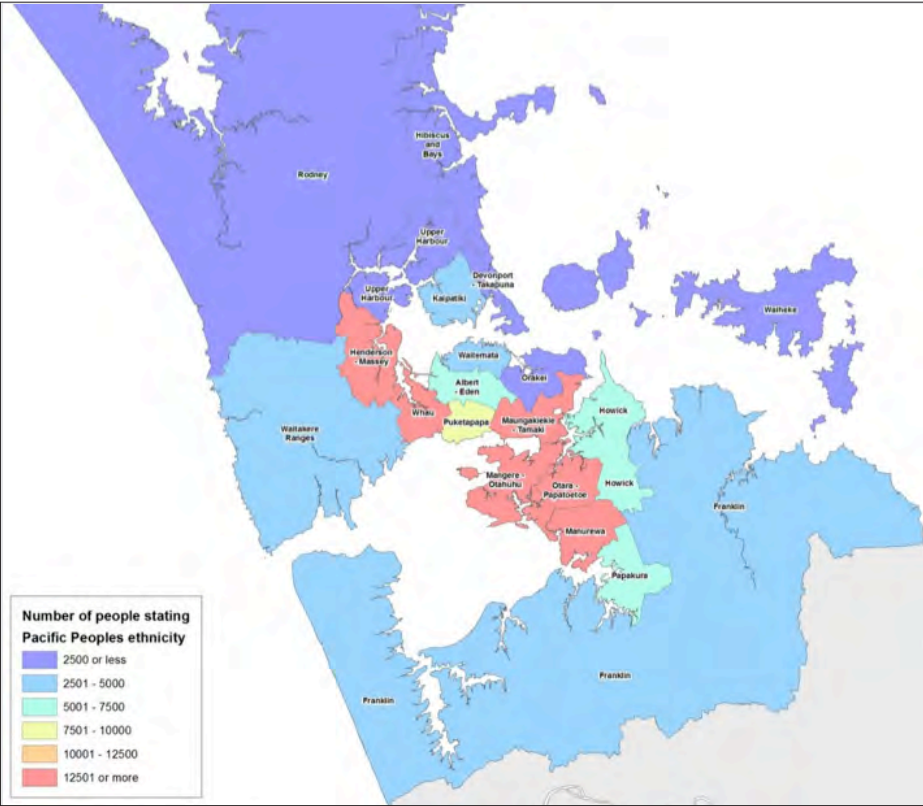 Hibiscus
and
Bays
Rodney
Upper
Harbour
Devonport
- Takapuna
Upper
Harbour
Kaipatiki
Waiheke
Waitemata
Henderson
- Massey
Orakei
Albert
- Eden
Howick
Whau
Puketapapa
Maungakiekie
- Tamaki
Waitakere
Ranges
Mangere -
Otahuhu
Otara -
Papatoetoe
Howick
Franklin
Manurewa
Papakura
Franklin
Franklin
Number of people stating
Pacific Peoples ethnicity
2500 or less
2501 - 5000
5001 - 7500
7501 - 10000
10001 - 12500
12501 or more